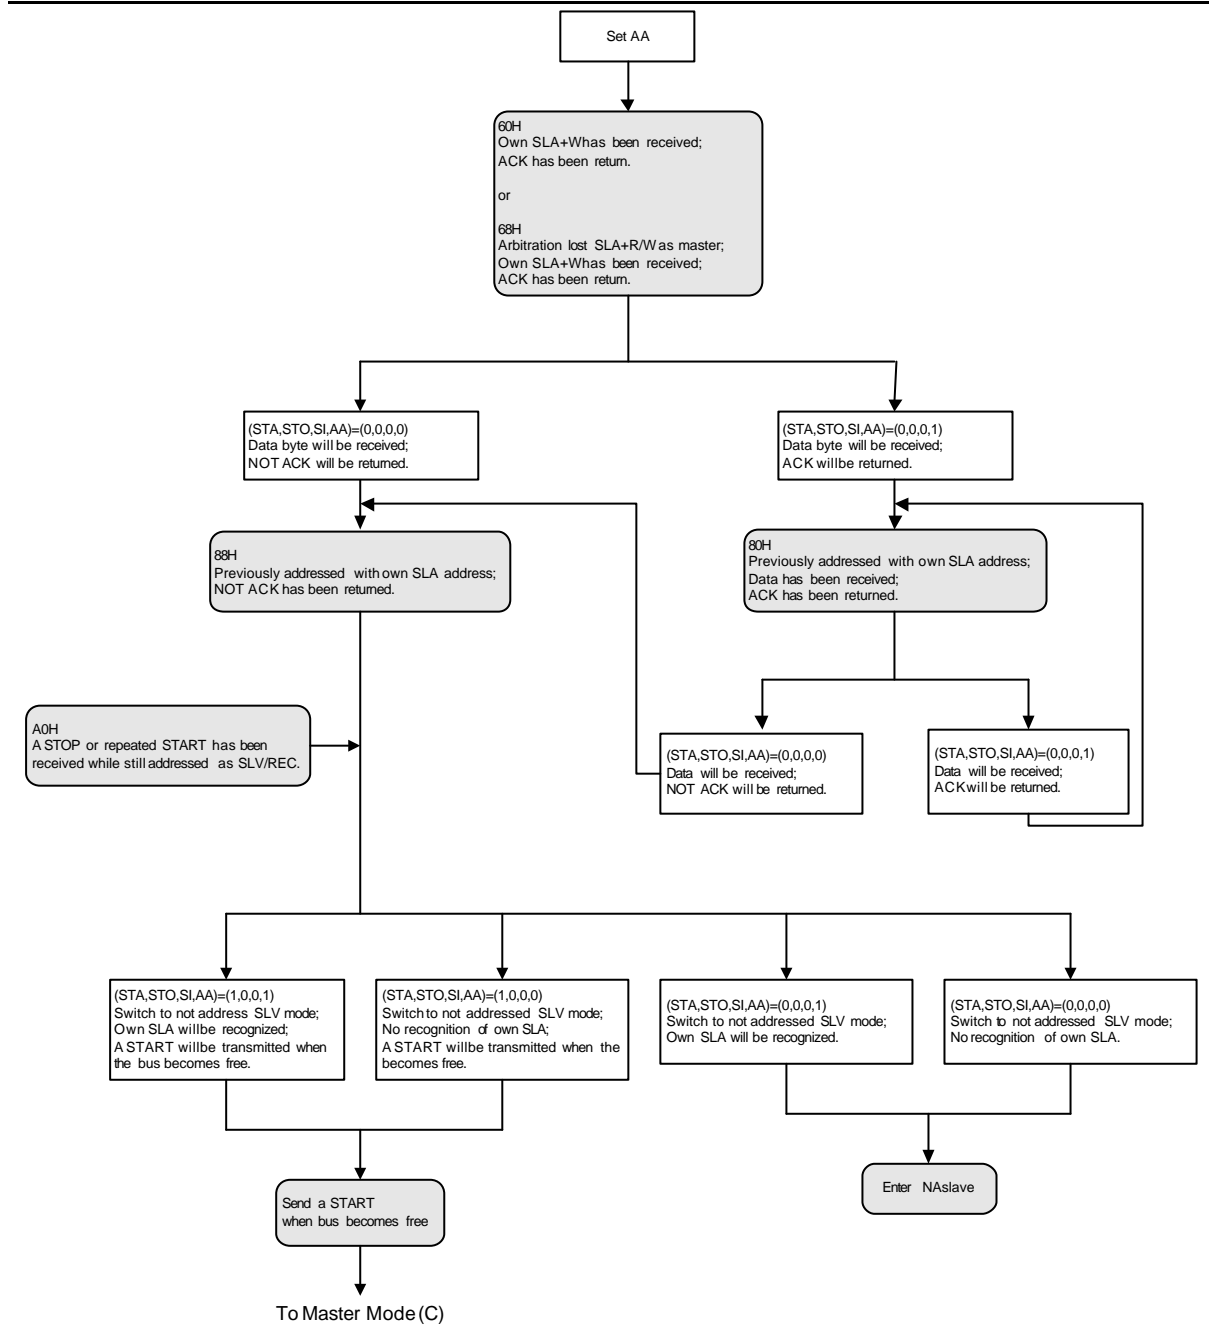 Set AA
60H
Own SLA+W has been received;
ACK has been return.
or
68H
Arbitration lost SLA+R/W as master;
Own SLA+W has been received;
ACK has been return.
(STA,STO,SI,AA)=(0,0,0,0)
Data byte will be received;
NOT ACK will be returned.
(STA,STO,SI,AA)=(0,0,0,1)
Data byte will be received;
ACK will be returned.
88H
Previously addressed with own SLA address;
NOT ACK has been returned.
80H
Previously addressed with own SLA address;
Data has been received;
ACK has been returned.
A0H
A STOP or repeated START has been
received while still addressed as SLV/REC.
(STA,STO,SI,AA)=(0,0,0,0)
Data will be received;
NOT ACK will be returned.
(STA,STO,SI,AA)=(0,0,0,1)
Data will be received;
ACK will be returned.
(STA,STO,SI,AA)=(1,0,0,1)
Switch to not address SLV mode;
Own SLA will be recognized;
A START will be transmitted when
the bus becomes free.
(STA,STO,SI,AA)=(1,0,0,0)
Switch to not addressed SLV mode;
No recognition of own SLA;
A START will be transmitted when the
becomes free.
(STA,STO,SI,AA)=(0,0,0,1)
Switch to not addressed SLV mode;
Own SLA will be recognized.
(STA,STO,SI,AA)=(0,0,0,0)
Switch to not addressed SLV mode;
No recognition of own SLA.
Send a START
when bus becomes free
Enter NAslave
To Master Mode (C)